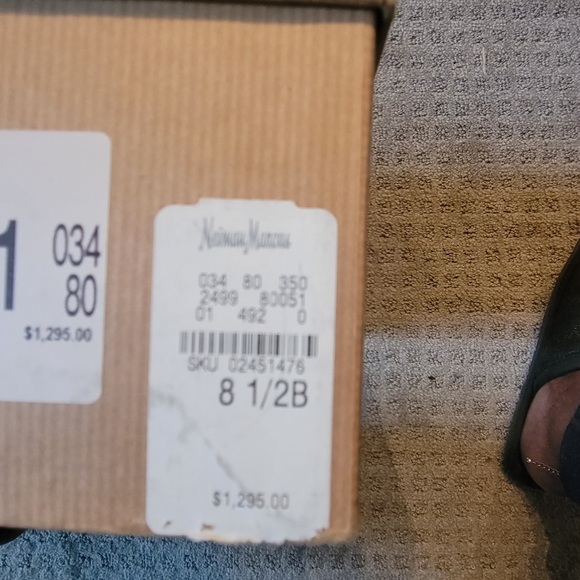 1
034
80
$1,295.00
Neiman Marcus
034 80 350
2499 80051
01 492 0
SKU 02451476
8 1/2B
$1,295.00